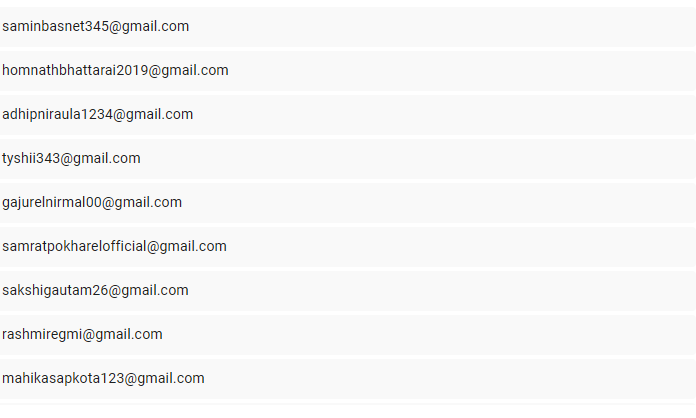 saminbasnet345@gmail.com
homnathbhattarai2019@gmail.com
adhipniraula1234@gmail.com
tyshii343@gmail.com
gajurelnirmal00@gmail.com
samratpokharelofficial@gmail.com
sakshigautam26@gmail.com
rashmiregmi@gmail.com
mahikasapkota123@gmail.com